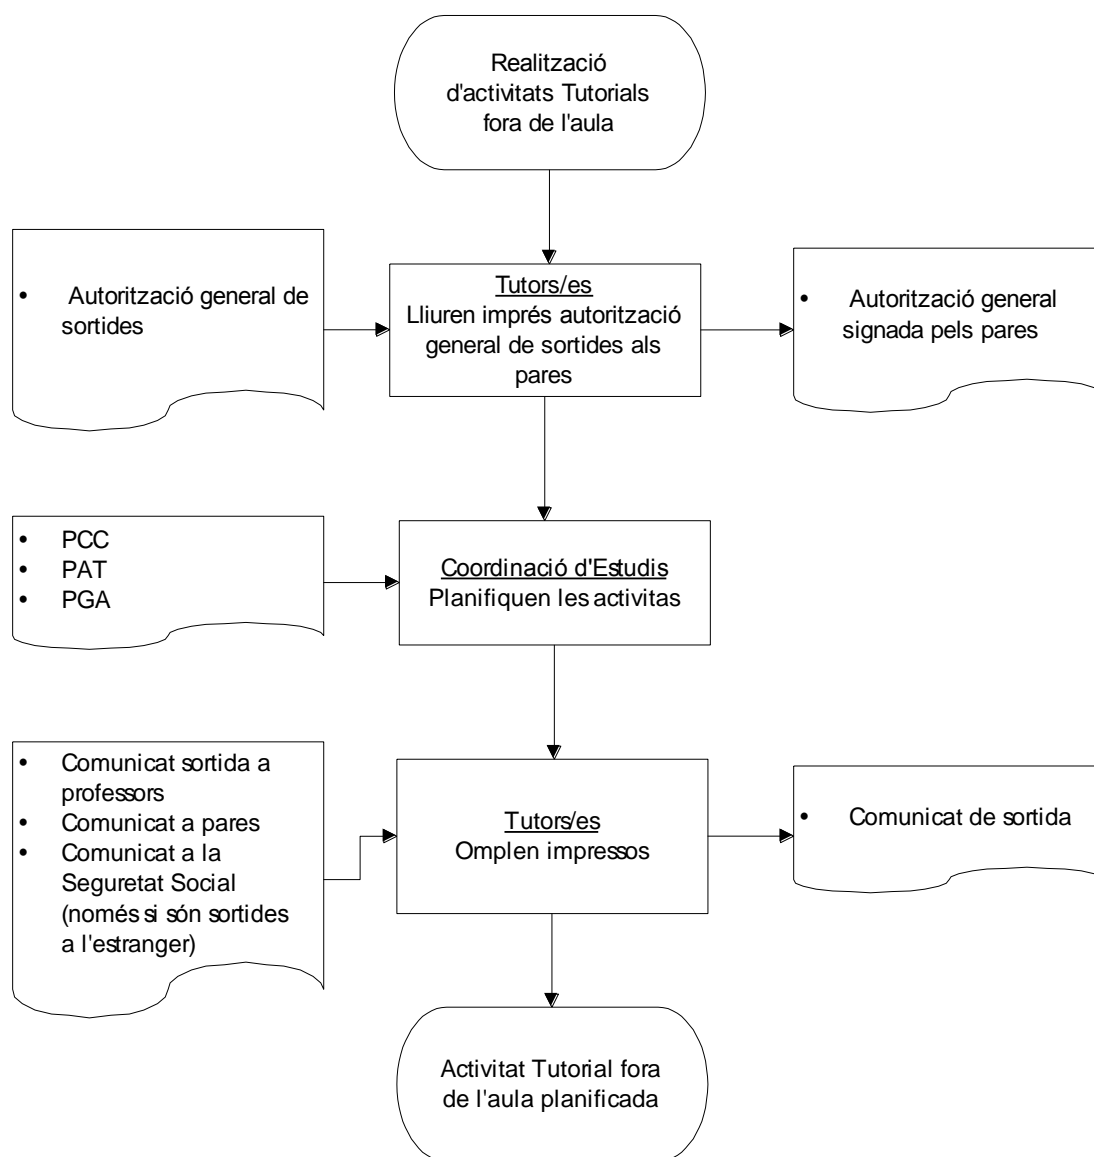 Realització
d'activitats Tutorials
fora de l'aula
• Autorització general de
sortides
Tutors/es
Lliuren imprés autorització
general de sortides als
pares
• Autorització general
signada pels pares
• PCC
• PAT
• PGA
Coordinació d'Estudis
Planifiquen les activitas
• Comunicat sortida a
professors
• Comunicat a pares
• Comunicat a la
Seguretat Social
(només si són sortides
a l'estranger)
Tutors/es
Omplen impressos
• Comunicat de sortida
Activitat Tutorial fora
de l'aula planificada